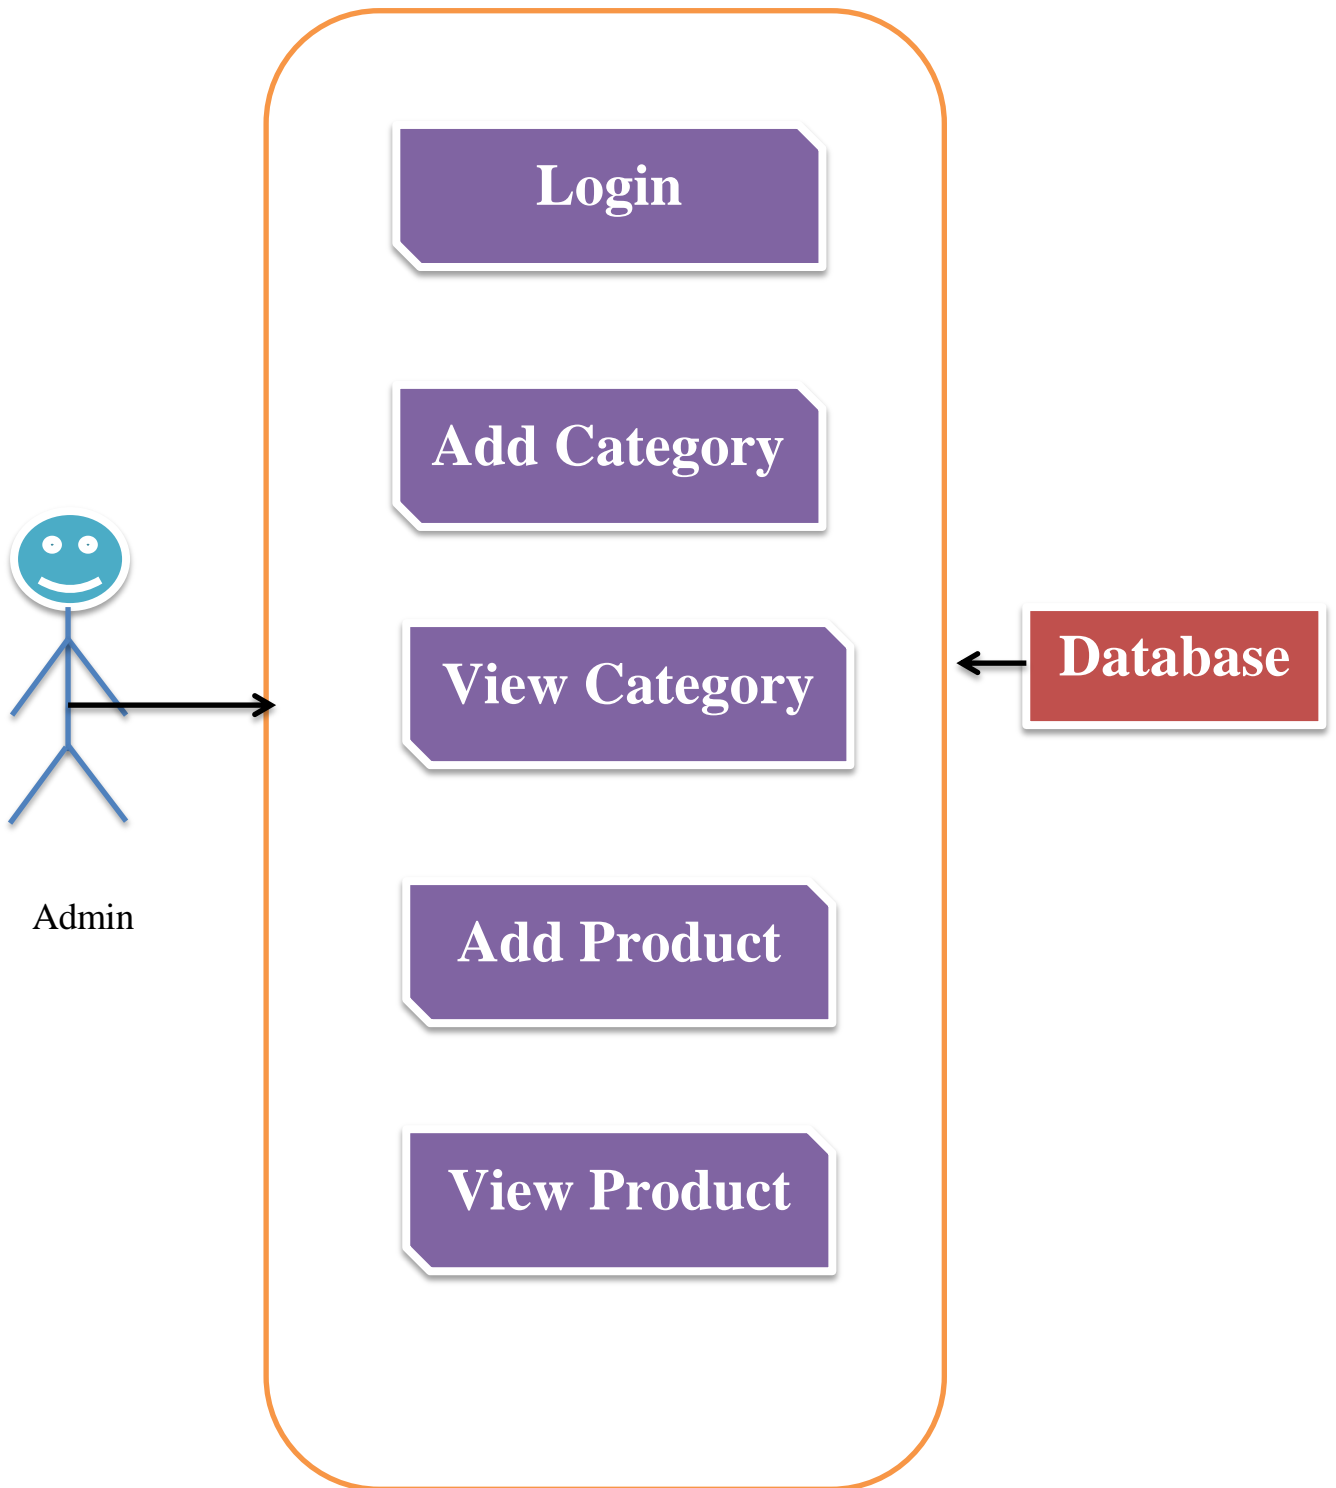 Login
Add Category
View Category
Database
Admin
Add Product
View Product